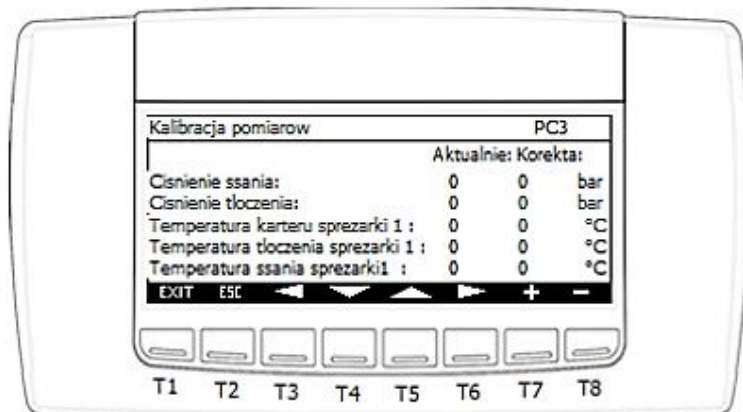 Kalibracja pomiarow PC3
Aktualnie: Korekta:
Cisnienie ssania: 0 0 bar
Cisnienie tloczenia: 0 0 bar
Temperatura karteru sprezarki 1 : 0 0 °C
Temperatura tloczenia sprezarki 1 : 0 0 °C
Temperatura ssania sprezarki1 : 0 0 °C
EXIT ESC + -
T1 T2 T3 T4 T5 T6 T7 T8